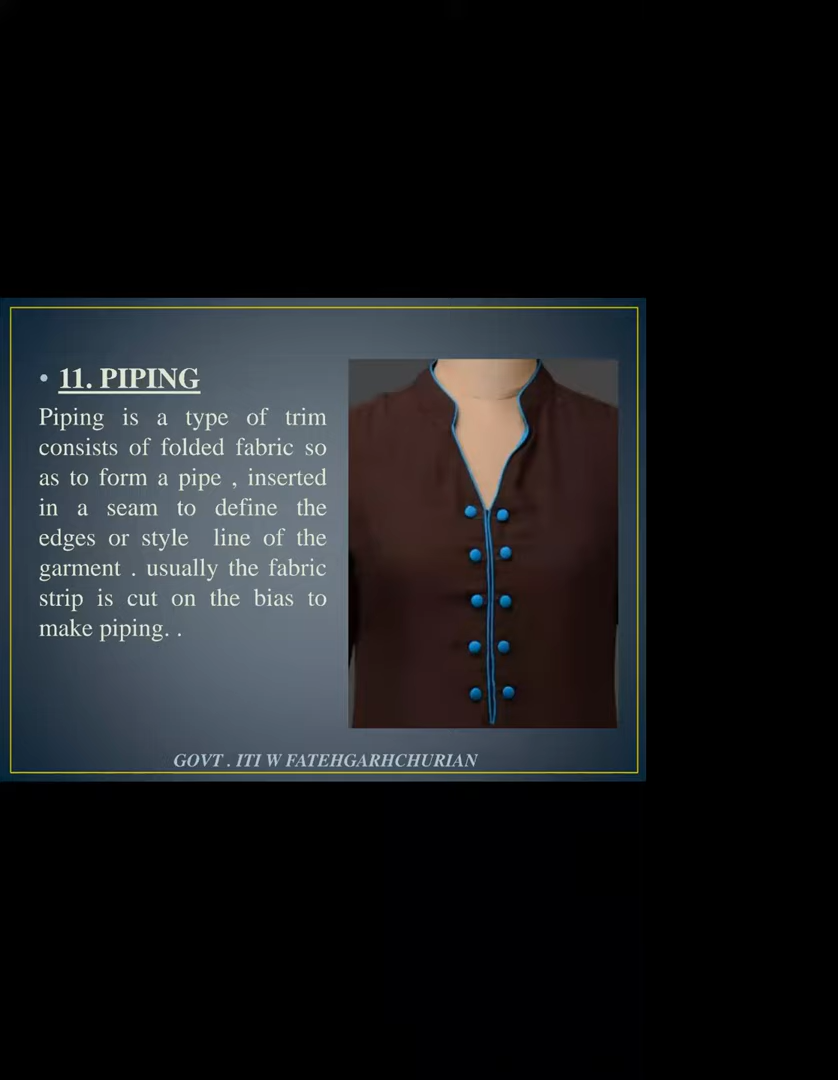 • 11. PIPING
Piping is a type of trim
consists of folded fabric so
as to form a pipe , inserted
in a seam to define the
edges or style line of the
garment . usually the fabric
strip is cut on the bias to
make piping. .
GOVT . ITI W FATEHGARHCHURIAN